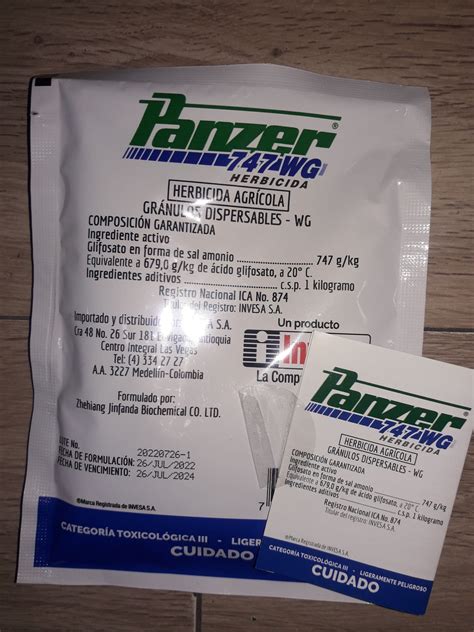 Panzer®
747 WG
HERBICIDA
HERBICIDA AGRÍCOLA
GRÁNULOS DISPERSABLES - WG
COMPOSICIÓN GARANTIZADA
Ingrediente activo
Glifosato en forma de sal amonio 747 g/kg
Equivalente a 679,0 g/kg de ácido glifosato, a 20° C.
Ingredientes aditivos c.s.p. 1 kilogramo
Registro Nacional ICA No. 874
Titular del Registro: INVESA S.A.
Importado y distribuido INVESA S.A.
Cra 48 No. 26 Sur 181
Centro Integral Las Vegas
Tel: (4) 334 27 27
A.A. 3227 Medellín-Colombia
Un producto
In
La Comp
Formulado por:
Zhehiang Jinfanda Biochemical CO. LTD.
LOTE No. 20220726-1
FECHA DE FORMULACIÓN: 26/JUL/2022
FECHA DE VENCIMIENTO: 26/JUL/2024
7
®Marca Registrada de INVESA S.A.
CATEGORÍA TOXICOLÓGICA III - LIGERAMEN
CUIDADO
Panzer
747 WG
HERBICIDA
HERBICIDA AGRÍCOLA
GRÁNULOS DISPERSABLES - WG
COMPOSICIÓN GARANTIZADA
Ingrediente activo
Glifosato en forma de sal amonio 747 g/kg
Equivalente a 679,0 g/kg de ácido glifosato, a 20° C.
Ingredientes aditivos c.s.p. 1 kilogramo
Registro Nacional ICA No. 874
Titular del registro: INVESA S.A.
®Marca Registrada de INVESA S.A.
CATEGORÍA TOXICOLÓGICA III - LIGERAMENTE PELIGROSO
CUIDADO